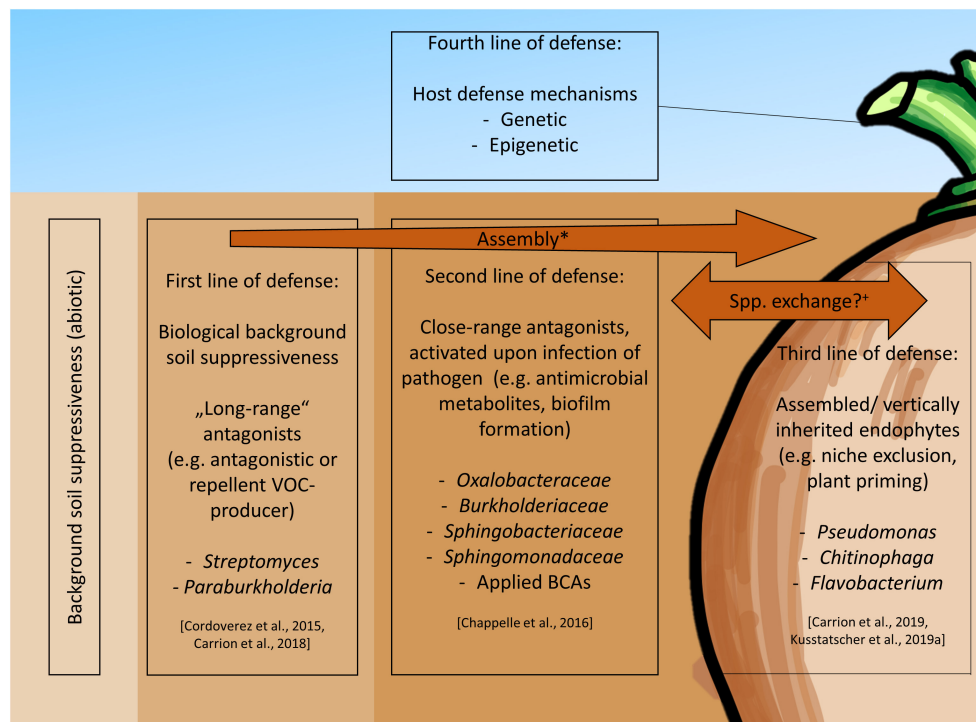 Fourth line of defense:
Host defense mechanisms
- Genetic
- Epigenetic
Background soil suppressiveness (abiotic)
Assembly*
First line of defense:
Biological background
soil suppressiveness
„Long-range“
antagonists
(e.g. antagonistic or
repellent VOC-
producer)
- Streptomyces
- Paraburkholderia
[Cordoverez et al., 2015,
Carrion et al., 2018]
Second line of defense:
Close-range antagonists,
activated upon infection of
pathogen (e.g. antimicrobial
metabolites, biofilm
formation)
- Oxalobacteraceae
- Burkholderiaceae
- Sphingobacteriaceae
- Sphingomonadaceae
- Applied BCAs
[Chappelle et al., 2016]
Spp. exchange?⁺
Third line of defense:
Assembled/ vertically
inherited endophytes
(e.g. niche exclusion,
plant priming)
- Pseudomonas
- Chitinophaga
- Flavobacterium
[Carrion et al., 2019,
Kusstatscher et al., 2019a]